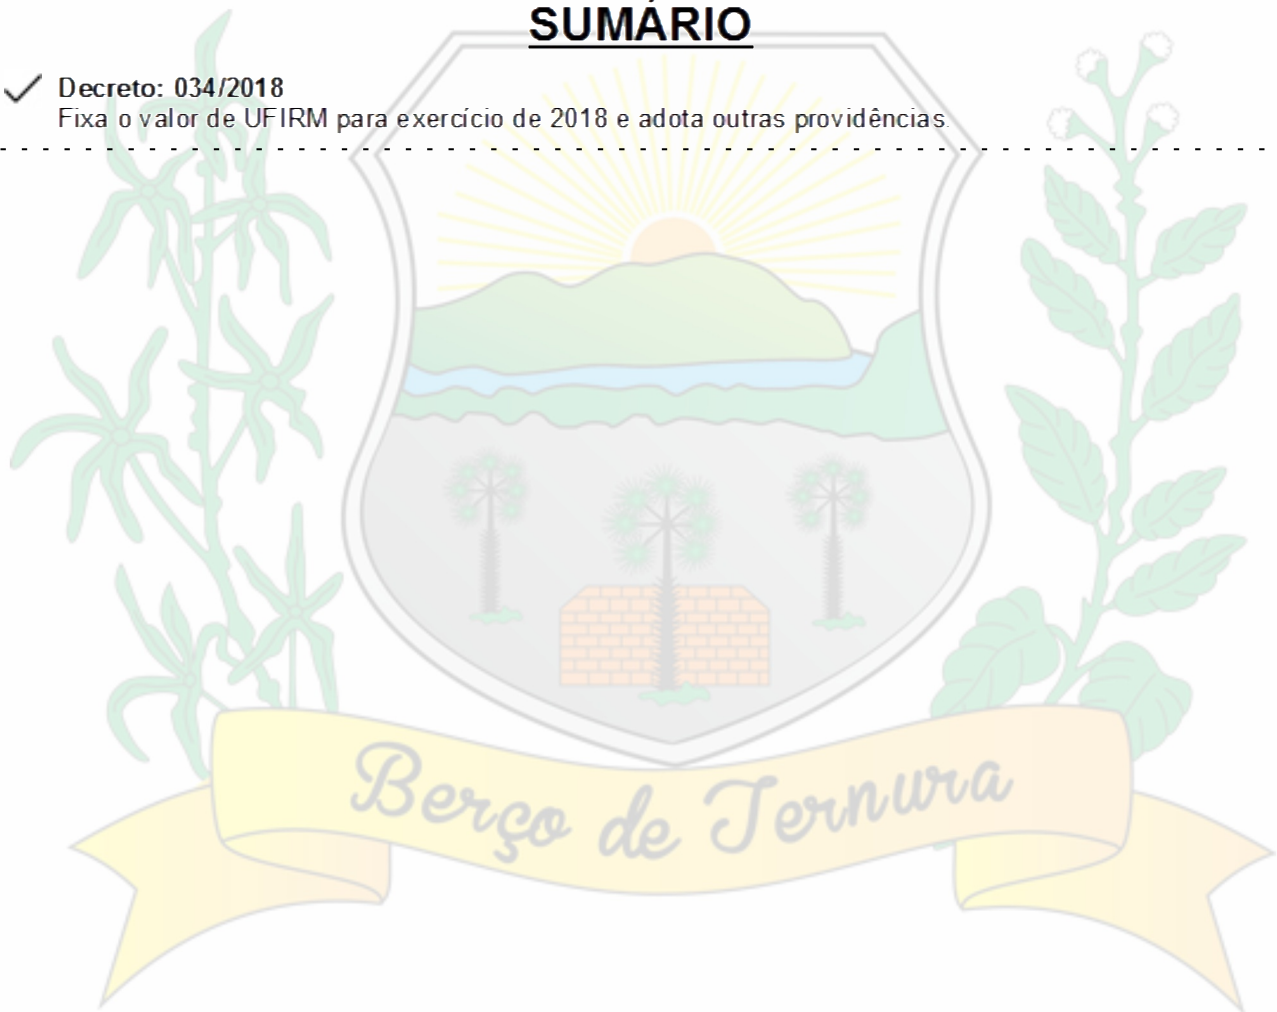 SUMÁRIO
Decreto: 034/2018
Fixa o valor de UFIRM para exercício de 2018 e adota outras providências.
Berço de Ternura